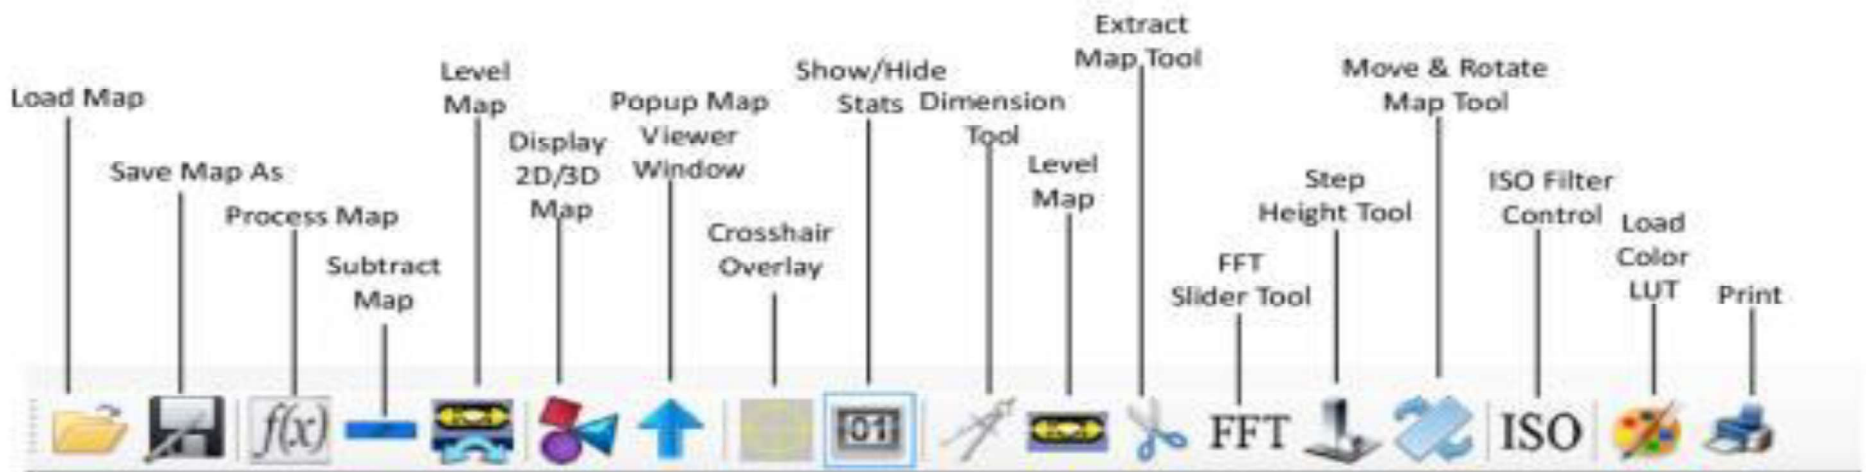 Load Map
Save Map As
Process Map
Subtract
Map
Level
Map
Display
2D/3D
Map
Popup Map
Viewer
Window
Crosshair
Overlay
Show/Hide
Stats
Dimension
Tool
Level
Map
Extract
Map Tool
FFT
Slider Tool
Step
Height Tool
Move & Rotate
Map Tool
ISO Filter
Control
Load
Color
LUT
Print
f(x)
01
FFT
ISO